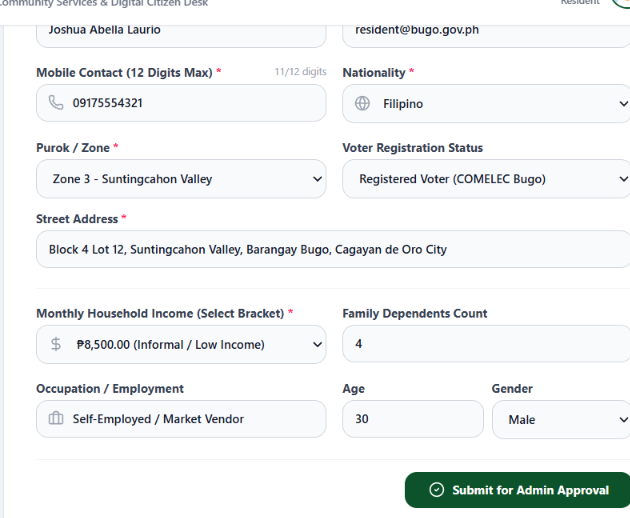 Community Services & Digital Citizen Desk
Resident
Joshua Abella Laurio
resident@bugo.gov.ph
Mobile Contact (12 Digits Max) *
11/12 digits
Nationality *
09175554321
Filipino
Purok / Zone *
Voter Registration Status
Zone 3 - Suntingcahon Valley
Registered Voter (COMELEC Bugo)
Street Address *
Block 4 Lot 12, Suntingcahon Valley, Barangay Bugo, Cagayan de Oro City
Monthly Household Income (Select Bracket) *
Family Dependents Count
$ ₱8,500.00 (Informal / Low Income)
4
Occupation / Employment
Age
Gender
Self-Employed / Market Vendor
30
Male
Submit for Admin Approval